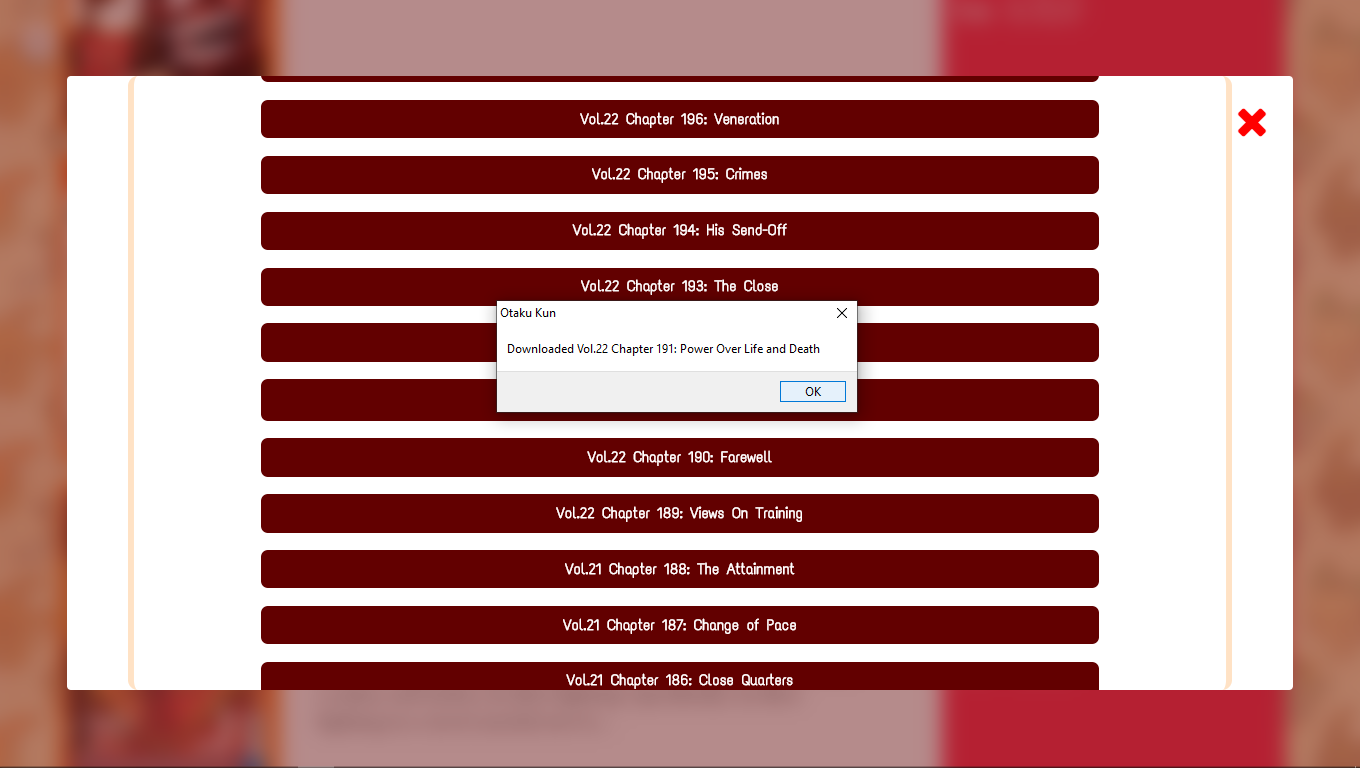 Vol.22 Chapter 196: Veneration
Vol.22 Chapter 195: Crimes
Vol.22 Chapter 194: His Send-Off
Vol.22 Chapter 193: The Close
Otaku Kun
Downloaded Vol.22 Chapter 191: Power Over Life and Death
OK
Vol.22 Chapter 190: Farewell
Vol.22 Chapter 189: Views On Training
Vol.21 Chapter 188: The Attainment
Vol.21 Chapter 187: Change of Pace
Vol.21 Chapter 186: Close Quarters